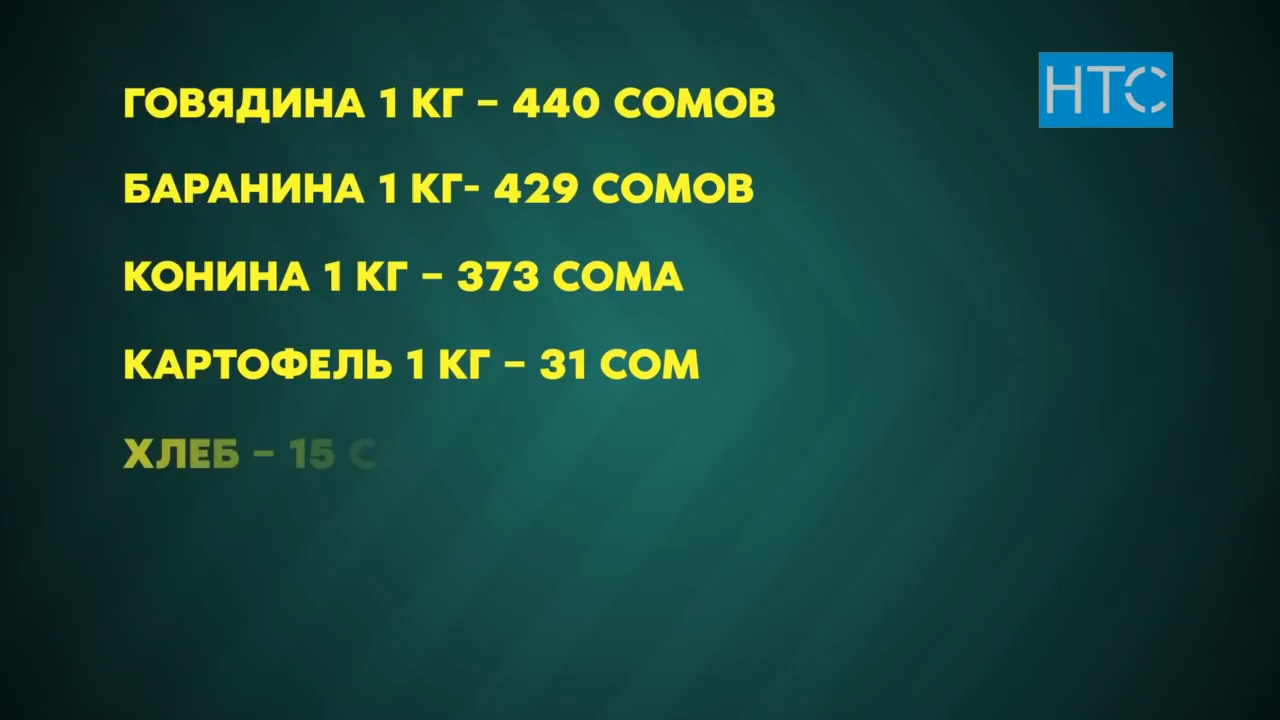 ГОВЯДИНА 1 КГ – 440 СОМОВ
НТС
БАРАНИНА 1 КГ- 429 СОМОВ
КОНИНА 1 КГ – 373 СОМА
КАРТОФЕЛЬ 1 КГ – 31 СОМ
ХЛЕБ – 15